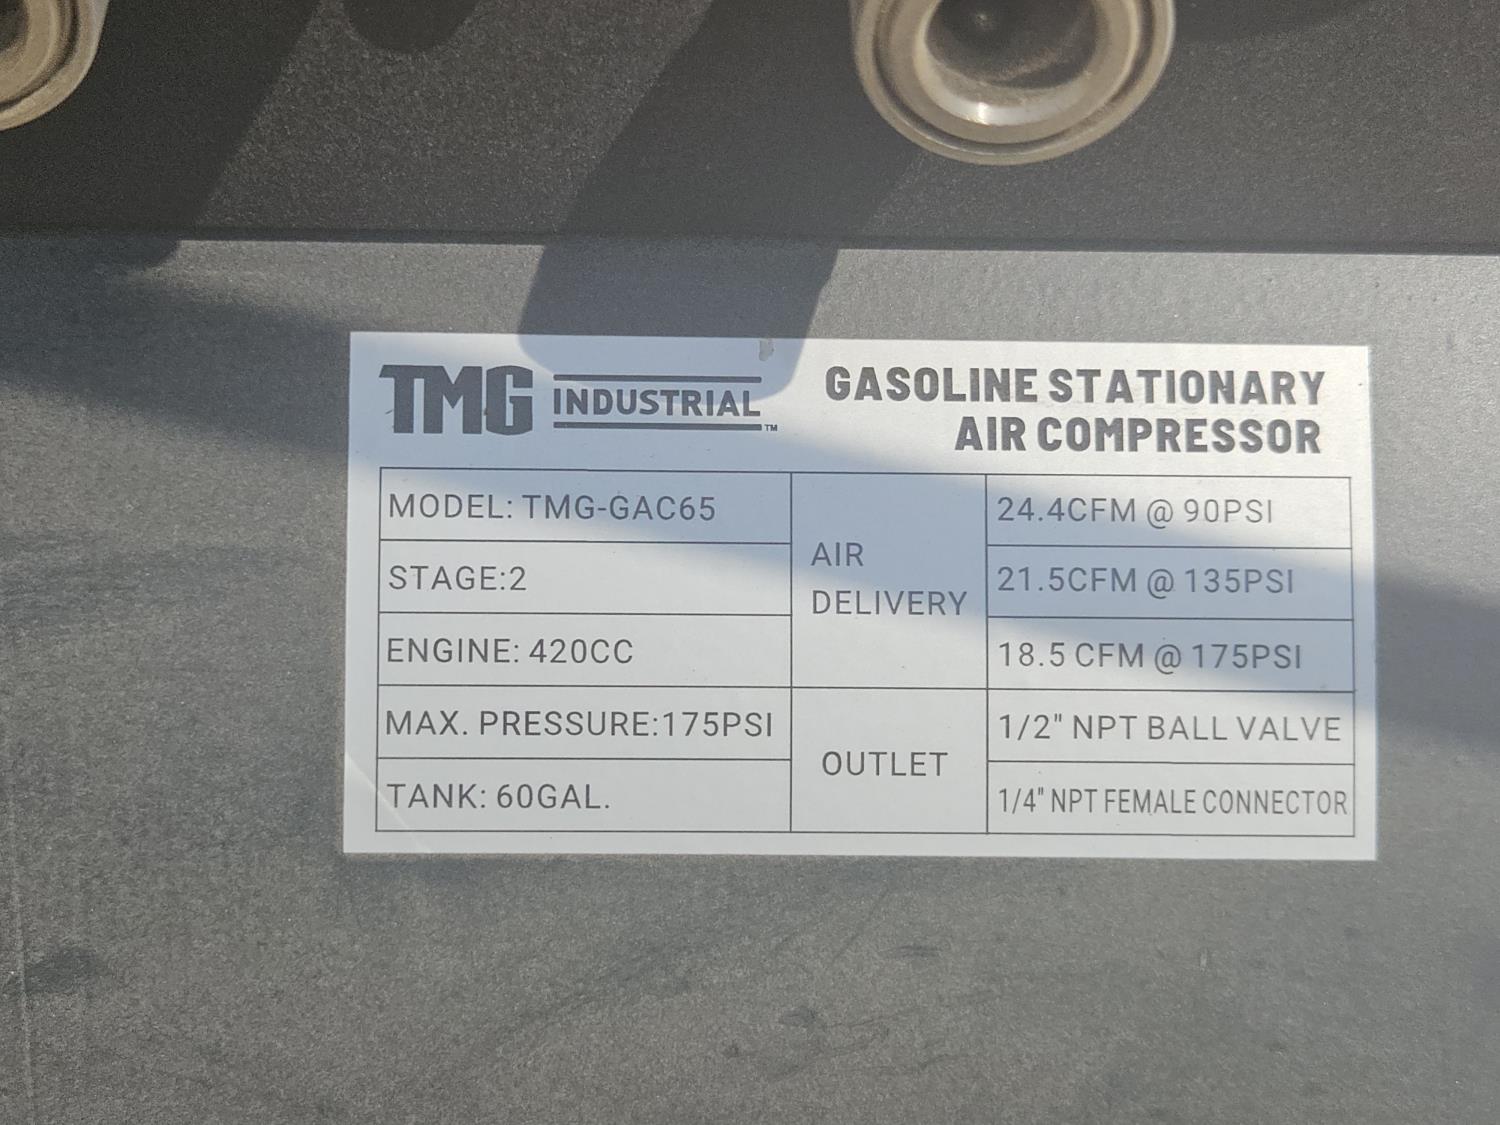 TMG INDUSTRIAL ™
GASOLINE STATIONARY
AIR COMPRESSOR
MODEL: TMG-GAC65
STAGE:2
ENGINE: 420CC
MAX. PRESSURE:175PSI
TANK: 60GAL.
AIR
DELIVERY
24.4CFM @ 90PSI
21.5CFM @ 135PSI
18.5 CFM @ 175PSI
OUTLET
1/2" NPT BALL VALVE
1/4" NPT FEMALE CONNECTOR